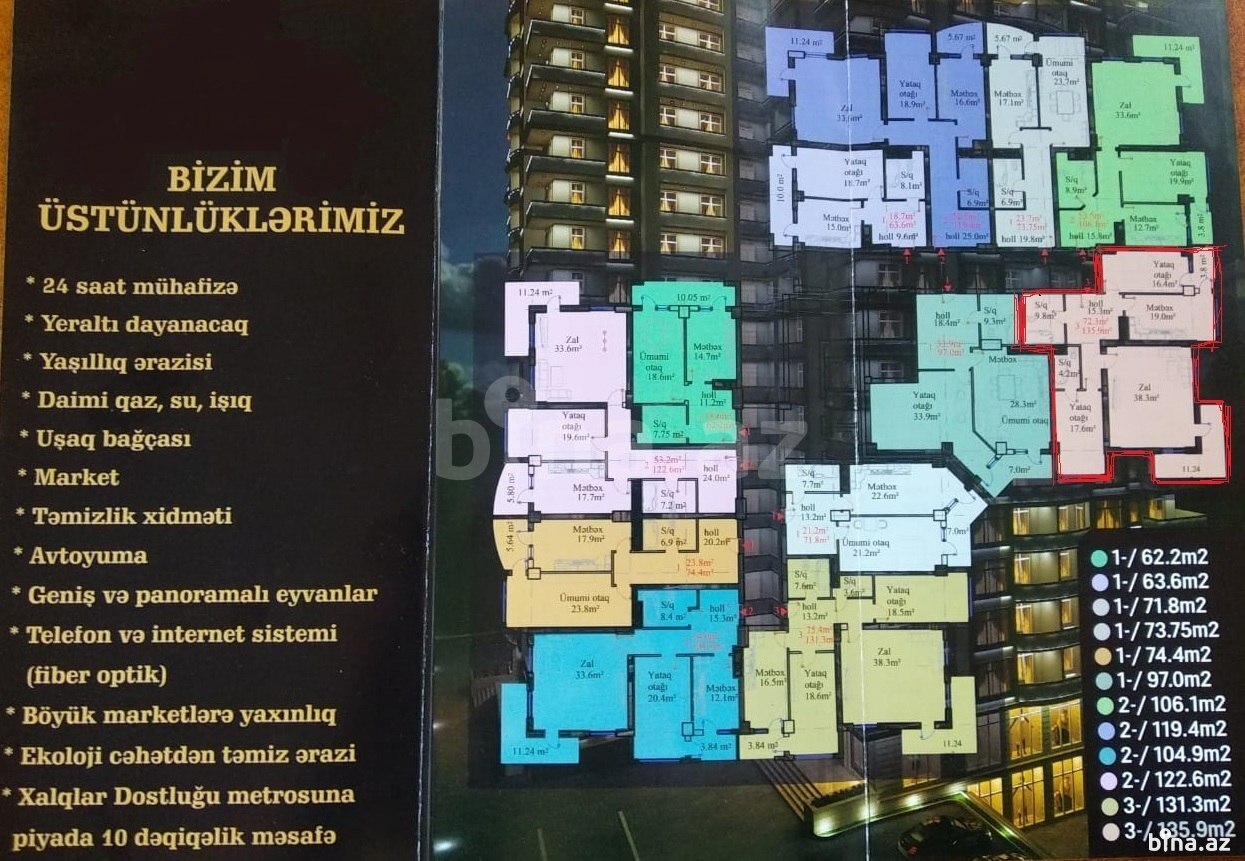 BİZİM
ÜSTÜNLÜKLƏRİMİZ
* 24 saat mühafizə
* Yeraltı dayanacaq
* Yaşıllıq ərazisi
* Daimi qaz, su, işıq
* Uşaq bağçası
* Market
* Təmizlik xidməti
* Avtoyuma
* Geniş və panoramalı eyvanlar
* Telefon və internet sistemi
(fiber optik)
* Böyük marketlərə yaxınlıq
* Ekoloji cəhətdən təmiz ərazi
* Xalqlar Dostluğu metrosuna
piyada 10 dəqiqəlik məsafə
11.24 m²
Zal
Yataq
otağı
18.9m²
5.67 m²
Mətbəx
16.6m²
S/q
6.9m²
holl 25.0m²
5.67 m²
Mətbəx
17.1m²
Ümumi
otaq
23.7m²
S/q
6.9m²
23.7m²
73.75m²
holl 19.8m²
11.24 m²
Zal
33.6m²
S/q
8.9m²
Yataq
otağı
19.9m²
Mətbəx
12.7m²
3.8 m²
holl 15.8m²
10.0 m²
Yataq
otağı
18.7m²
S/q
8.1m²
Mətbəx
15.0m²
18.7m²
63.6m²
holl 9.6m²
Yataq
otağı
16.4m²
3.8 m²
S/q
9.8m²
holl
15.3m²
3
72.3m²
135.9m²
Mətbəx
19.0m²
S/q
4.2m²
Zal
38.3m²
Yataq
otağı
17.6m²
11.24
holl
18.4m²
S/q
9.3m²
97.0m²
Mətbəx
28.3m²
Ümumi otaq
Yataq
otağı
33.9m²
7.0m²
11.24 m²
Zal
33.6m²
Yataq
otağı
19.6m²
53.2m²
122.6m²
holl
24.0m²
5.80 m²
Mətbəx
17.7m²
S/q
7.2 m²
10.05 m²
Ümumi
otaq
18.6m²
Mətbəx
14.7m²
holl
11.2m²
S/q
7.75 m²
5.64 m²
Mətbəx
17.9m²
S/q
6.9 m²
holl
20.2m²
1
23.8m²
74.4m²
Ümumi otaq
23.8m²
S/q
7.7m²
Mətbəx
22.6m²
holl
13.2m²
1
21.2m²
71.8m²
Ümumi otaq
21.2m²
7.0m²
S/q
8.4 m²
holl
15.3m²
Zal
33.6m²
Yataq
otağı
20.4m²
Mətbəx
12.1m²
11.24 m²
3.84 m²
S/q
7.6m²
S/q
3.6m²
Yataq
otağı
18.5m²
holl
13.2m²
3
75.4m²
131.3m²
Zal
38.3m²
Mətbəx
16.5m²
Yataq
otağı
18.6m²
3.84 m²
11.24
1-/ 62.2m2
1-/ 63.6m2
1-/ 71.8m2
1-/ 73.75m2
1-/ 74.4m2
1-/ 97.0m2
2-/ 106.1m2
2-/ 119.4m2
2-/ 104.9m2
2-/ 122.6m2
3-/ 131.3m2
3-/ 135.9m2
bina.az
bina.az